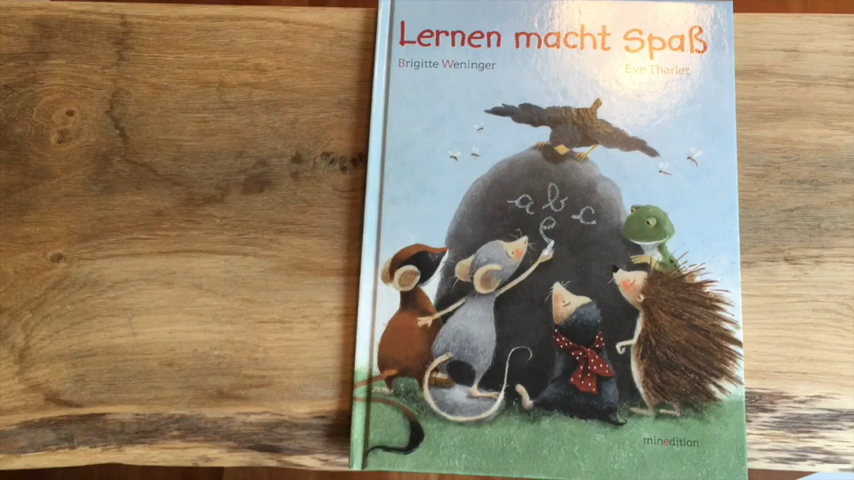 Lernen macht Spaß
Brigitte Weninger
Eve Tharlet
a b c
e
minedition